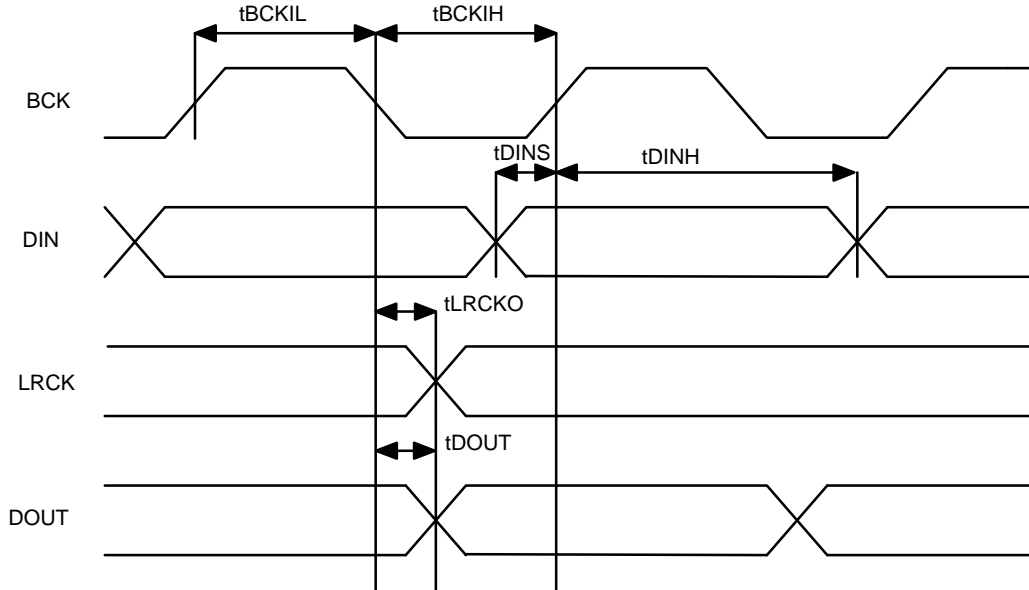 tBCKIL tBCKIH
BCK
tDINS tDINH
DIN
tLRCKO
LRCK
tDOUT
DOUT